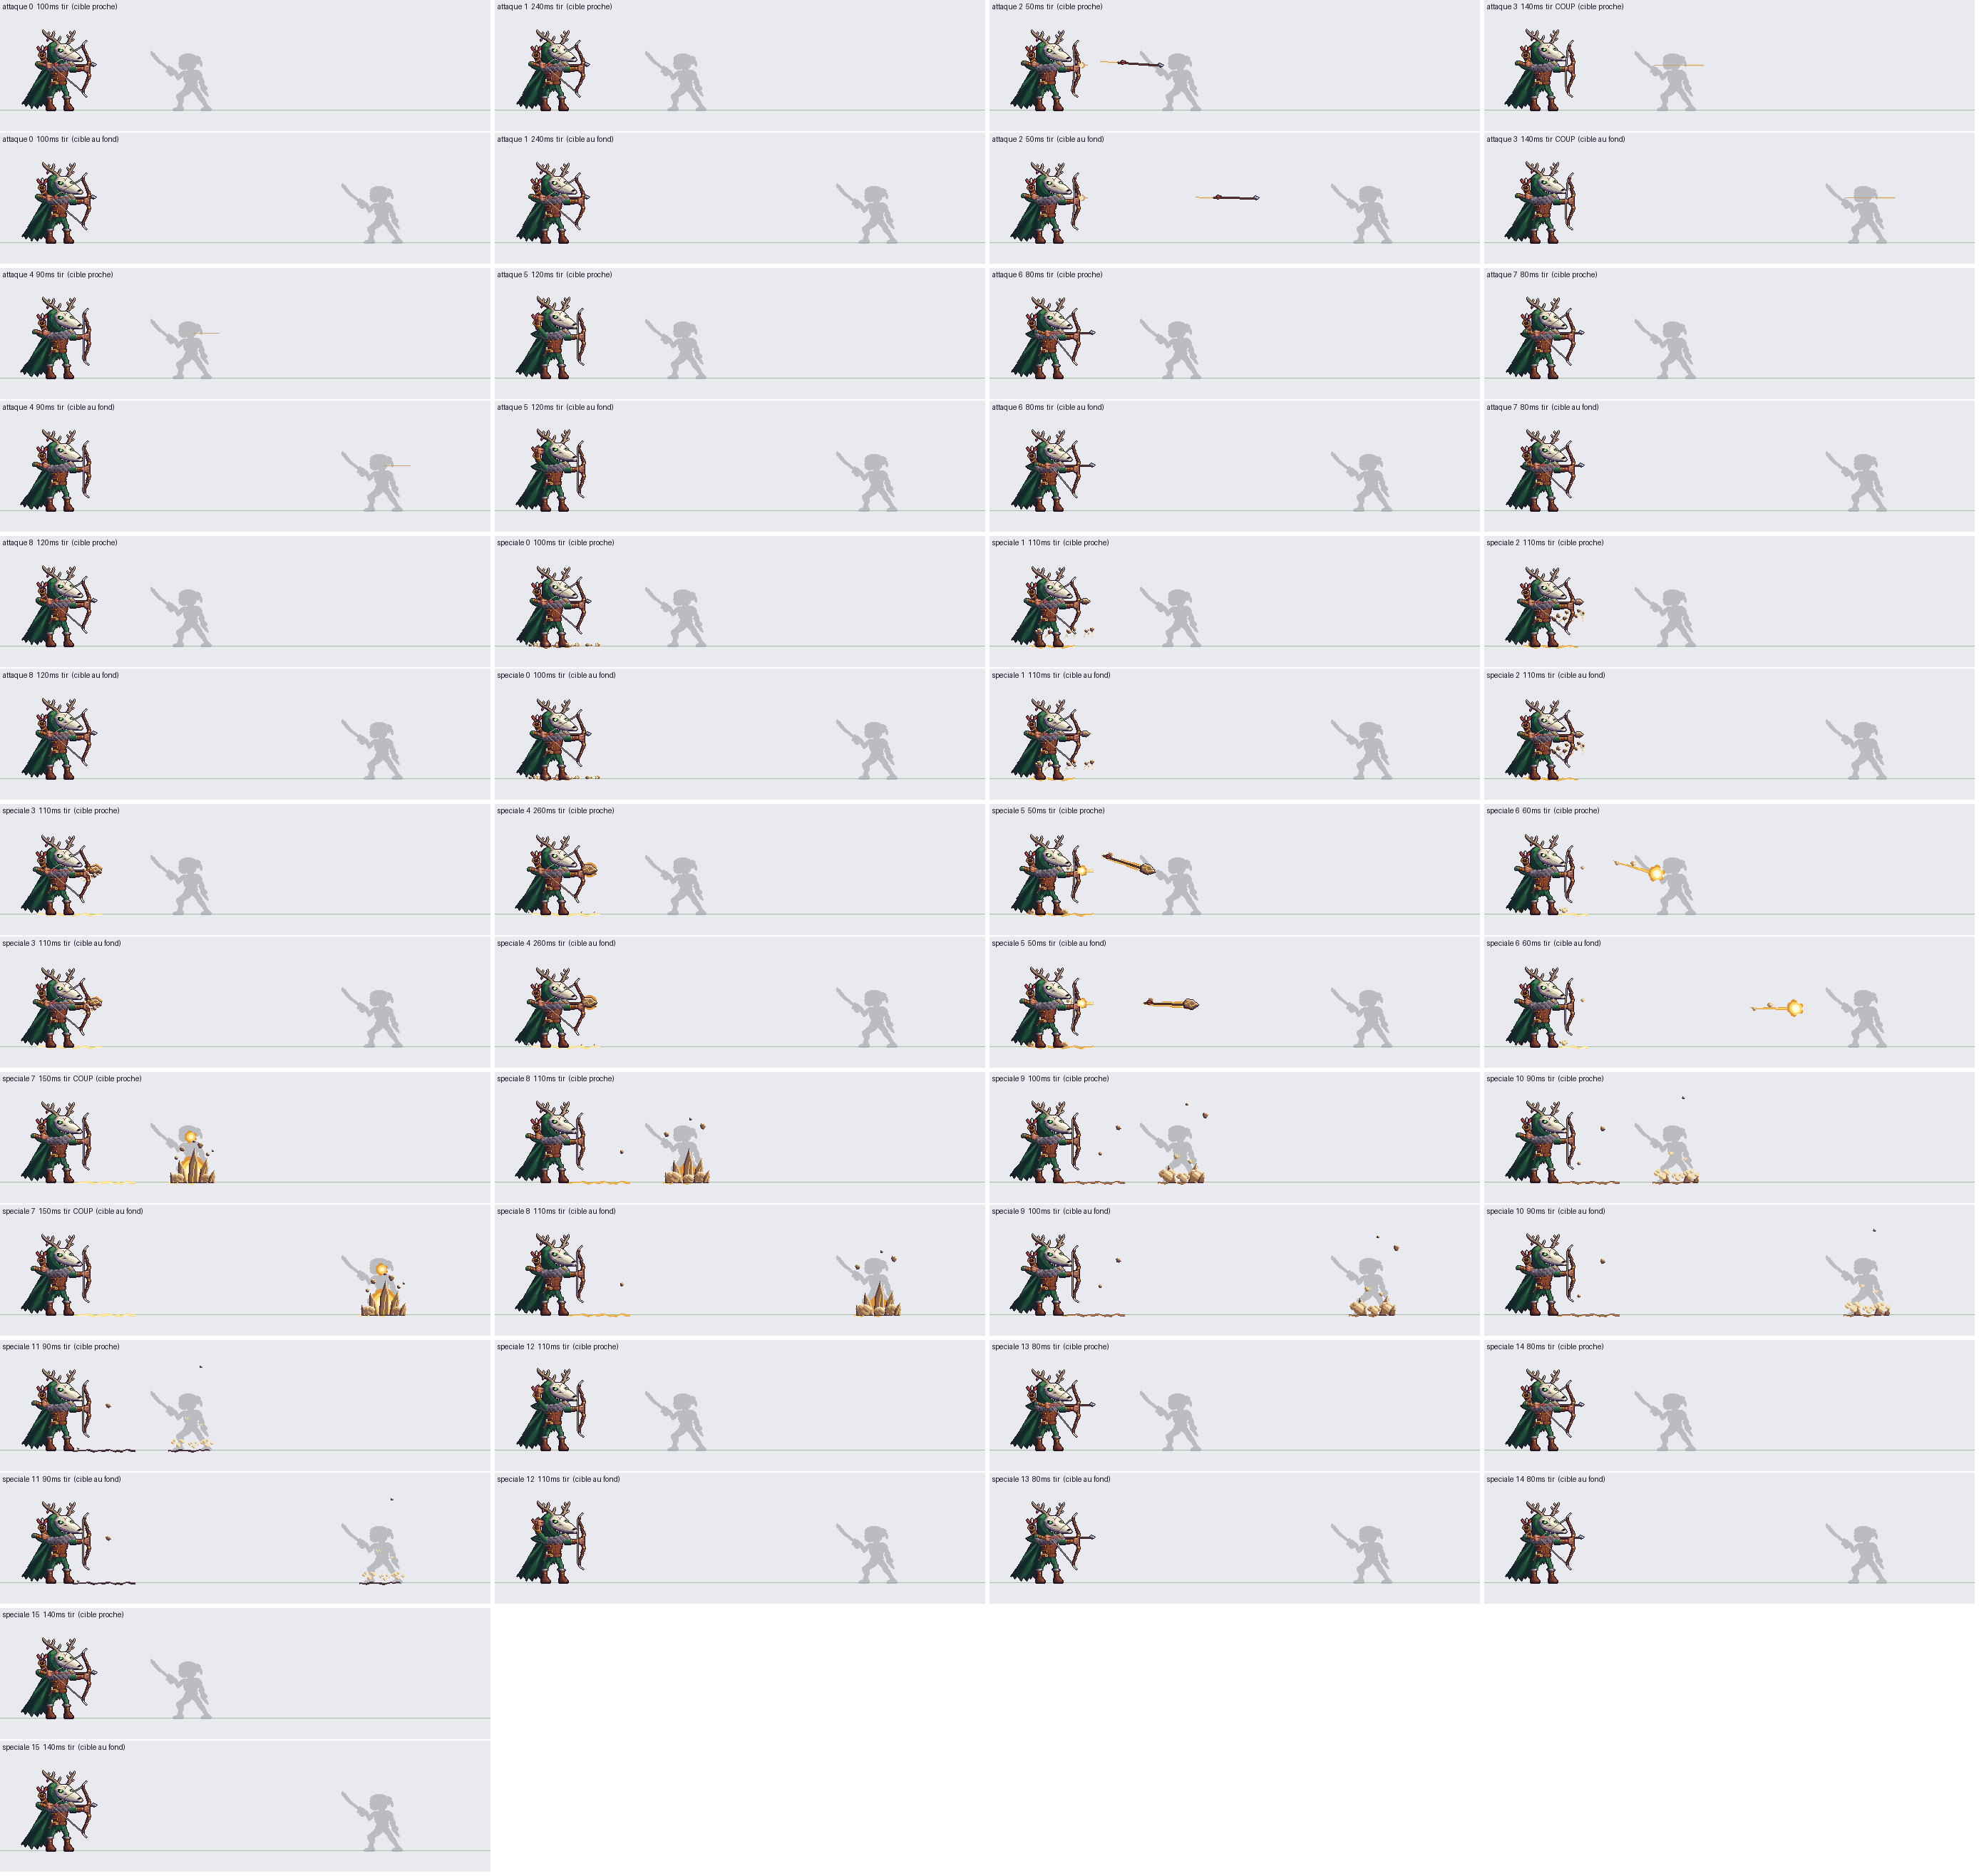 attaque 0 100ms tir (cible proche)
attaque 1 240ms tir (cible proche)
attaque 2 50ms tir (cible proche)
attaque 3 140ms tir COUP (cible proche)
attaque 0 100ms tir (cible au fond)
attaque 1 240ms tir (cible au fond)
attaque 2 50ms tir (cible au fond)
attaque 3 140ms tir COUP (cible au fond)
attaque 4 90ms tir (cible proche)
attaque 5 120ms tir (cible proche)
attaque 6 80ms tir (cible proche)
attaque 7 80ms tir (cible proche)
attaque 4 90ms tir (cible au fond)
attaque 5 120ms tir (cible au fond)
attaque 6 80ms tir (cible au fond)
attaque 7 80ms tir (cible au fond)
attaque 8 120ms tir (cible proche)
speciale 0 100ms tir (cible proche)
speciale 1 110ms tir (cible proche)
speciale 2 110ms tir (cible proche)
attaque 8 120ms tir (cible au fond)
speciale 0 100ms tir (cible au fond)
speciale 1 110ms tir (cible au fond)
speciale 2 110ms tir (cible au fond)
speciale 3 110ms tir (cible proche)
speciale 4 260ms tir (cible proche)
speciale 5 50ms tir (cible proche)
speciale 6 60ms tir (cible proche)
speciale 3 110ms tir (cible au fond)
speciale 4 260ms tir (cible au fond)
speciale 5 50ms tir (cible au fond)
speciale 6 60ms tir (cible au fond)
speciale 7 150ms tir COUP (cible proche)
speciale 8 110ms tir (cible proche)
speciale 9 100ms tir (cible proche)
speciale 10 90ms tir (cible proche)
speciale 7 150ms tir COUP (cible au fond)
speciale 8 110ms tir (cible au fond)
speciale 9 100ms tir (cible au fond)
speciale 10 90ms tir (cible au fond)
speciale 11 90ms tir (cible proche)
speciale 12 110ms tir (cible proche)
speciale 13 80ms tir (cible proche)
speciale 14 80ms tir (cible proche)
speciale 11 90ms tir (cible au fond)
speciale 12 110ms tir (cible au fond)
speciale 13 80ms tir (cible au fond)
speciale 14 80ms tir (cible au fond)
speciale 15 140ms tir (cible proche)
speciale 15 140ms tir (cible au fond)